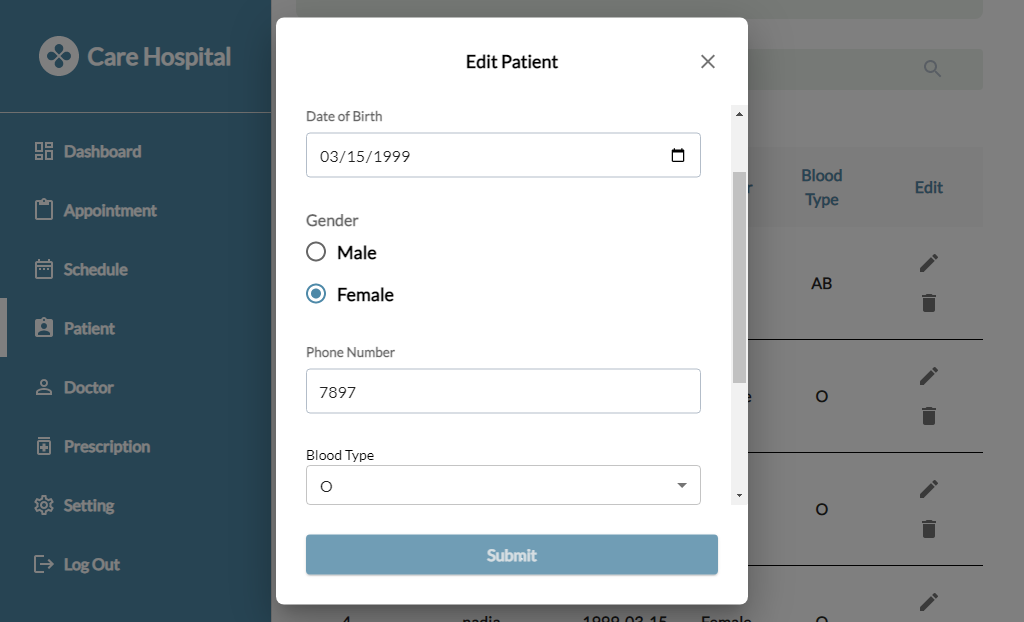 Care Hospital
Dashboard
Appointment
Schedule
Patient
Doctor
Prescription
Setting
Log Out
Edit Patient
Date of Birth
03/15/1999
Gender
Male
Female
Phone Number
7897
Blood Type
O
Submit
Blood
Type
Edit
AB
O
O
4 nadia 1999-03-15 Female O